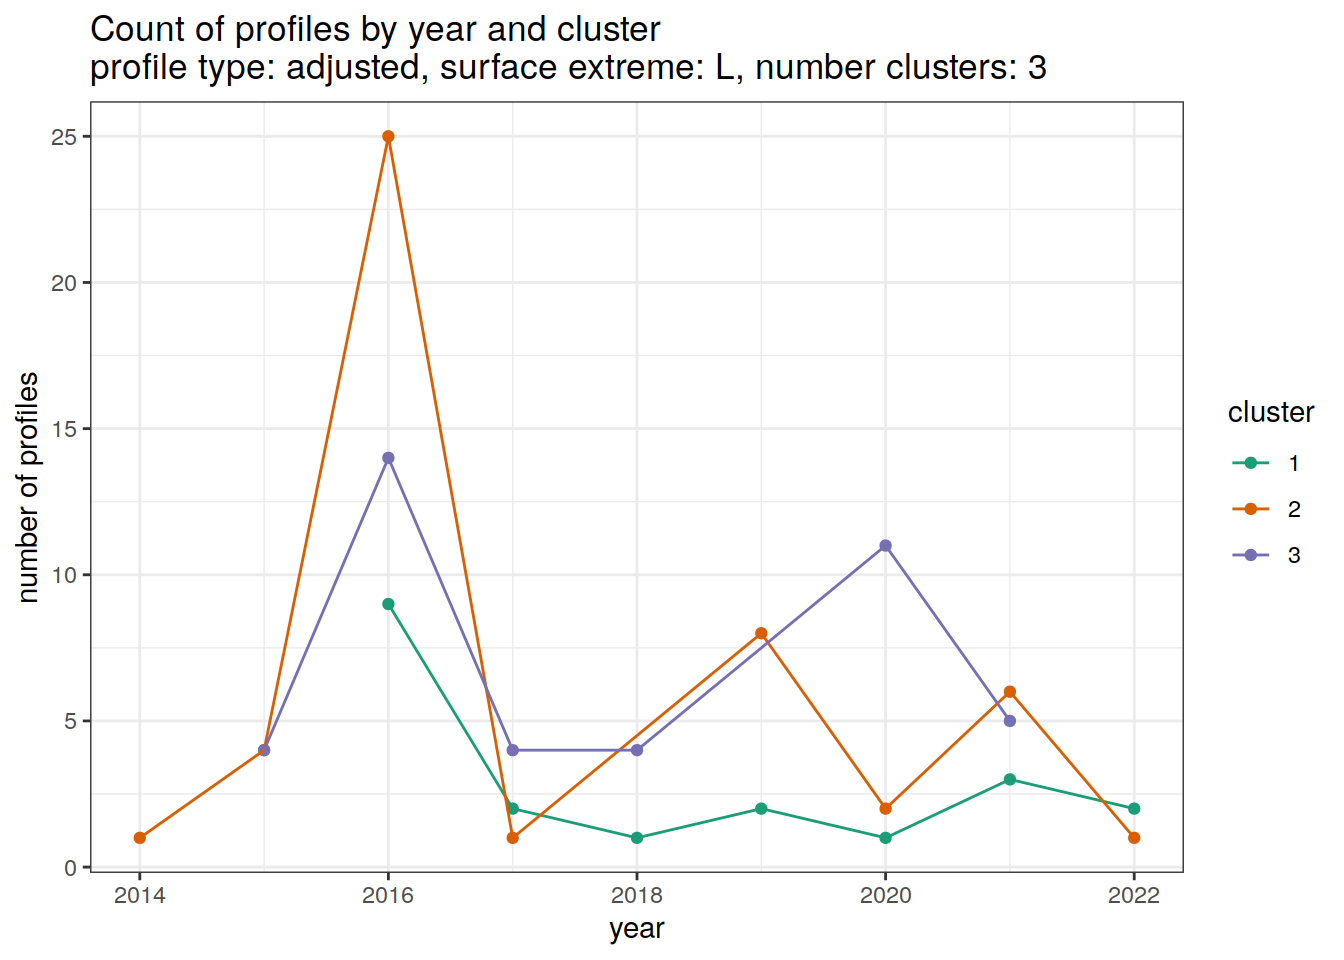 Count of profiles by year and cluster
profile type: adjusted, surface extreme: L, number clusters: 3
25
20
15
10
5
0
number of profiles
2014
2016
2018
2020
2022
year
cluster
1
2
3